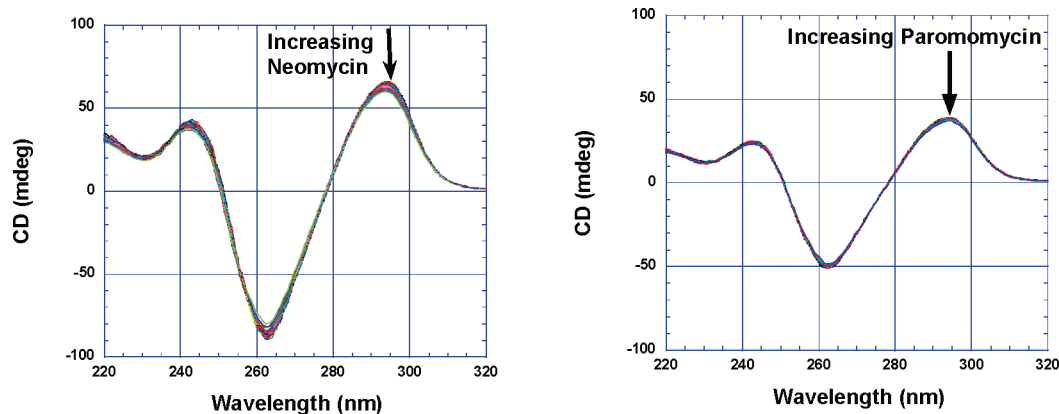 100
50
0
-50
-100
CD (mdeg)
Increasing
Neomycin
220 240 260 280 300 320
Wavelength (nm)
100
50
0
-50
-100
CD (mdeg)
Increasing Paromomycin
220 240 260 280 300 320
Wavelength (nm)